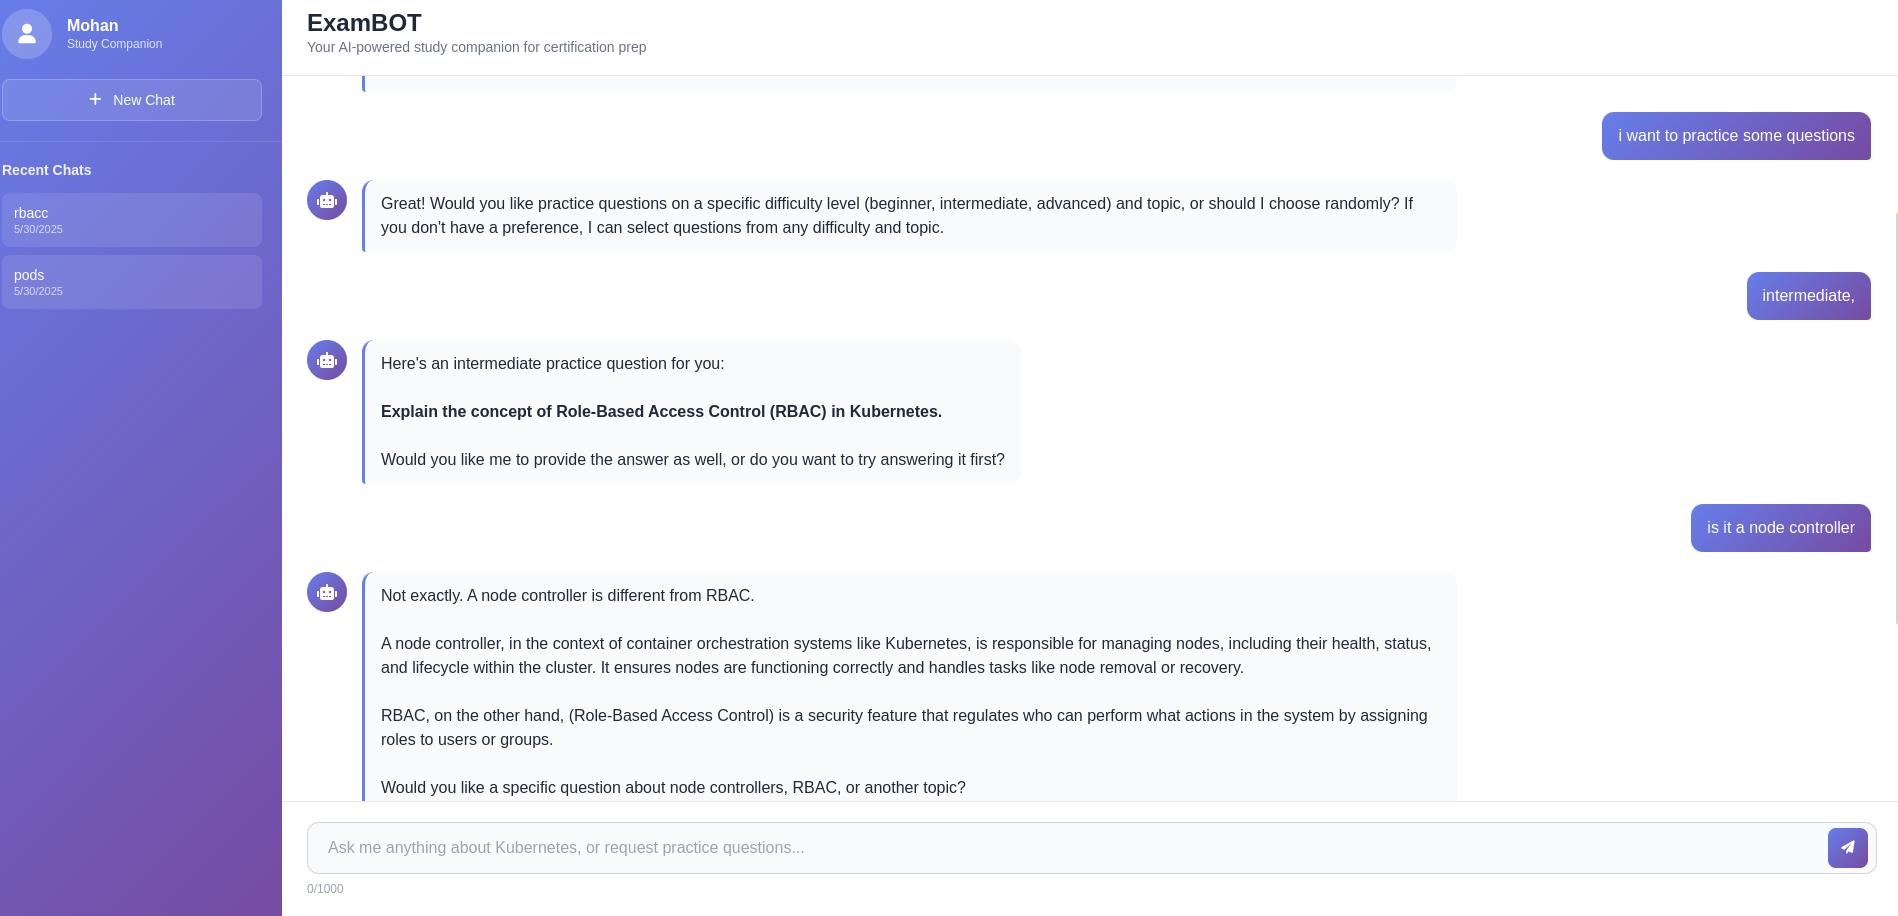 Mohan
Study Companion
New Chat
Recent Chats
rbacc
5/30/2025
pods
5/30/2025
ExamBOT
Your AI-powered study companion for certification prep
i want to practice some questions
Great! Would you like practice questions on a specific difficulty level (beginner, intermediate, advanced) and topic, or should I choose randomly? If
you don't have a preference, I can select questions from any difficulty and topic.
intermediate,
Here's an intermediate practice question for you:
Explain the concept of Role-Based Access Control (RBAC) in Kubernetes.
Would you like me to provide the answer as well, or do you want to try answering it first?
is it a node controller
Not exactly. A node controller is different from RBAC.
A node controller, in the context of container orchestration systems like Kubernetes, is responsible for managing nodes, including their health, status,
and lifecycle within the cluster. It ensures nodes are functioning correctly and handles tasks like node removal or recovery.
RBAC, on the other hand, (Role-Based Access Control) is a security feature that regulates who can perform what actions in the system by assigning
roles to users or groups.
Would you like a specific question about node controllers, RBAC, or another topic?
Ask me anything about Kubernetes, or request practice questions...
0/1000